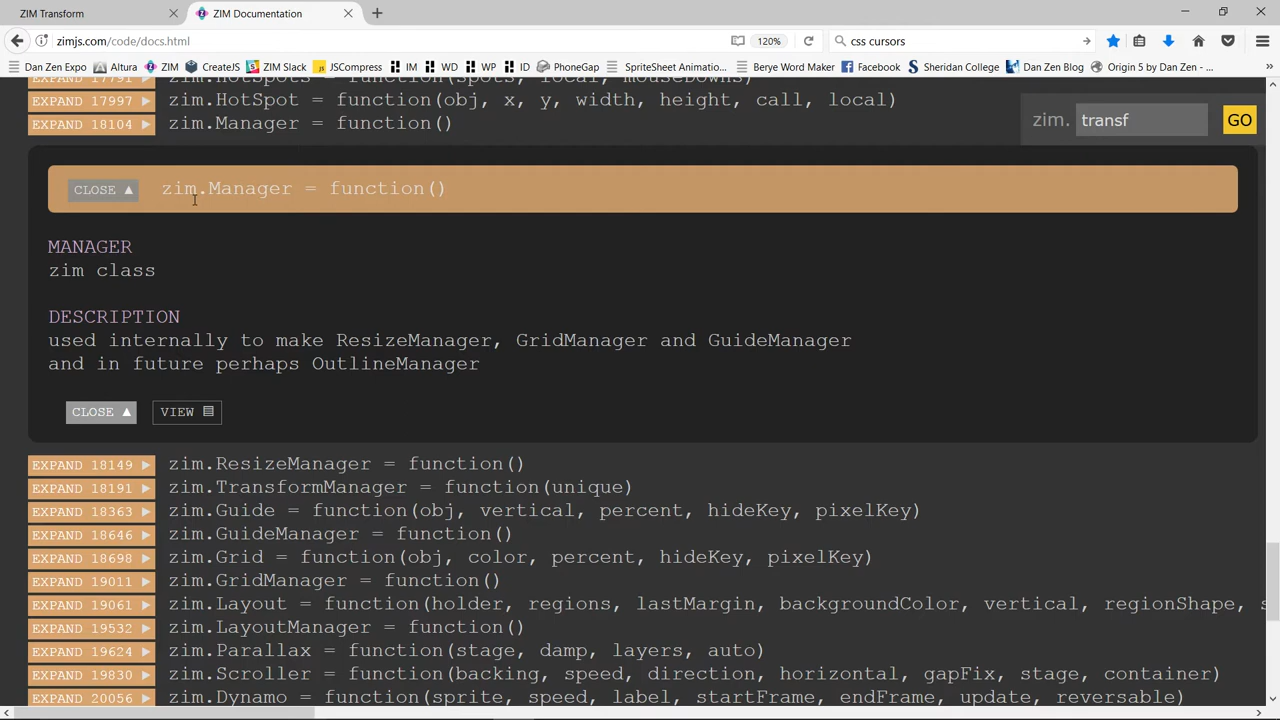 ZIM Transform
ZIM Documentation
zimjs.com/code/docs.html
120%
css cursors
Dan Zen Expo
Altura
ZIM
CreateJS
ZIM Slack
JSCompress
IM
WD
WP
ID
PhoneGap
SpriteSheet Animatio...
Serye Word Maker
Facebook
Sheridan College
Dan Zen Blog
Origin 5 by Dan Zen - ...
EXPAND 17791 zim.HotSpots = function(spots, local, mouseDowns)
EXPAND 17997 zim.HotSpot = function(obj, x, y, width, height, call, local)
EXPAND 18104 zim.Manager = function()
zim. transf GO
CLOSE ▲ zim.Manager = function()
MANAGER
zim class
DESCRIPTION
used internally to make ResizeManager, GridManager and GuideManager
and in future perhaps OutlineManager
CLOSE ▲ VIEW
EXPAND 18149 zim.ResizeManager = function()
EXPAND 18191 zim.TransformManager = function(unique)
EXPAND 18363 zim.Guide = function(obj, vertical, percent, hideKey, pixelKey)
EXPAND 18646 zim.GuideManager = function()
EXPAND 18698 zim.Grid = function(obj, color, percent, hideKey, pixelKey)
EXPAND 19011 zim.GridManager = function()
EXPAND 19061 zim.Layout = function(holder, regions, lastMargin, backgroundColor, vertical, regionShape, s
EXPAND 19532 zim.LayoutManager = function()
EXPAND 19624 zim.Parallax = function(stage, damp, layers, auto)
EXPAND 19830 zim.Scroller = function(backing, speed, direction, horizontal, gapFix, stage, container)
EXPAND 20056 zim.Dynamo = function(sprite, speed, label, startFrame, endFrame, update, reversable)